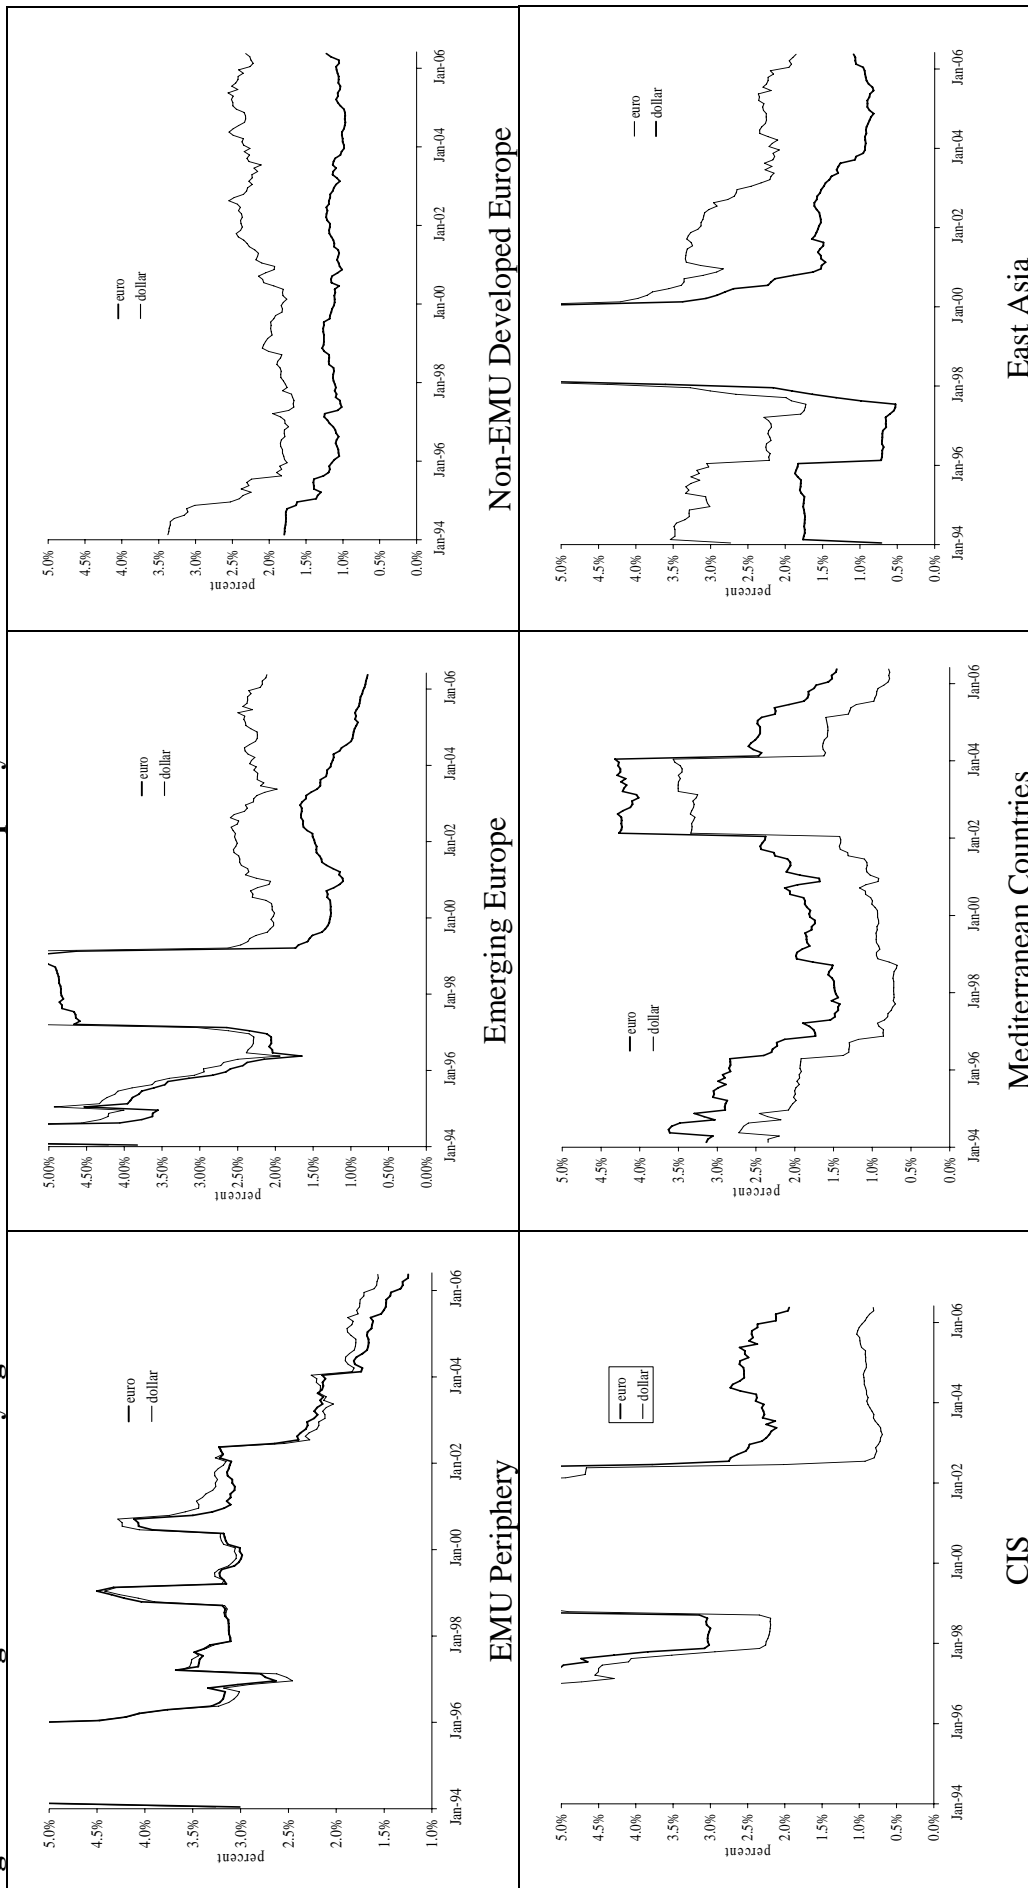 5.0%
4.5%
4.0%
3.5%
3.0%
2.5%
2.0%
1.5%
1.0%
percent
euro
dollar
Jan-94 Jan-96 Jan-98 Jan-00 Jan-02 Jan-04 Jan-06
EMU Periphery
5.00%
4.50%
4.00%
3.50%
3.00%
2.50%
2.00%
1.50%
1.00%
0.00%
percent
euro
dollar
Jan-94 Jan-96 Jan-98 Jan-00 Jan-02 Jan-04 Jan-06
Emerging Europe
5.0%
4.5%
4.0%
3.5%
3.0%
2.5%
2.0%
1.5%
1.0%
0.0%
percent
euro
dollar
Jan-94 Jan-96 Jan-98 Jan-00 Jan-02 Jan-04 Jan-06
Non-EMU Developed Europe
5.0%
4.5%
4.0%
3.5%
3.0%
2.5%
2.0%
1.5%
1.0%
0.5%
0.0%
percent
euro
dollar
Jan-94 Jan-96 Jan-98 Jan-00 Jan-02 Jan-04 Jan-06
CIS
5.0%
4.5%
4.0%
3.5%
3.0%
2.5%
2.0%
1.5%
1.0%
0.5%
0.0%
percent
euro
dollar
Jan-94 Jan-96 Jan-98 Jan-00 Jan-02 Jan-04 Jan-06
Mediterranean Countries
5.0%
4.5%
4.0%
3.5%
3.0%
2.5%
2.0%
1.5%
1.0%
0.5%
0.0%
percent
euro
dollar
Jan-94 Jan-96 Jan-98 Jan-00 Jan-02 Jan-04 Jan-06
East Asia